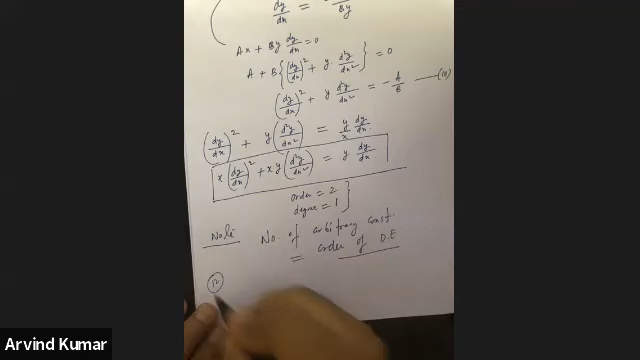 dy/dx = - /By
Ax + By dy/dx = 0
A + B{(dy/dx)² + y · d²y/dx²} = 0
(dy/dx)² + y d²y/dx² = - A/B
(dy/dx)² + y(d²y/dx²) = y/x dy/dx.
x(dy/dx)² + xy(d²y/dx²) = y dy/dx
order = 2
degree = 1
Note No. of arbitrary const.
= order of D.E
Arvind Kumar